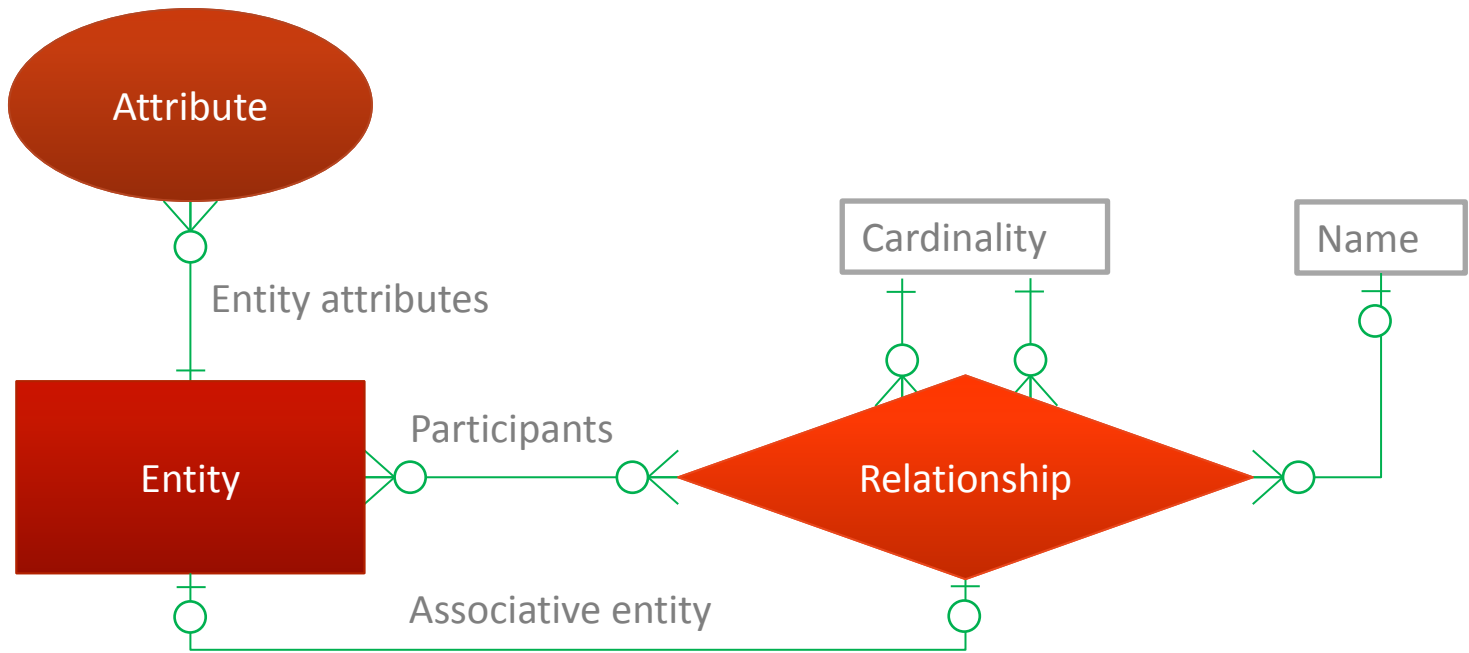 Attribute
Cardinality
Name
Entity attributes
Participants
Entity
Relationship
Associative entity